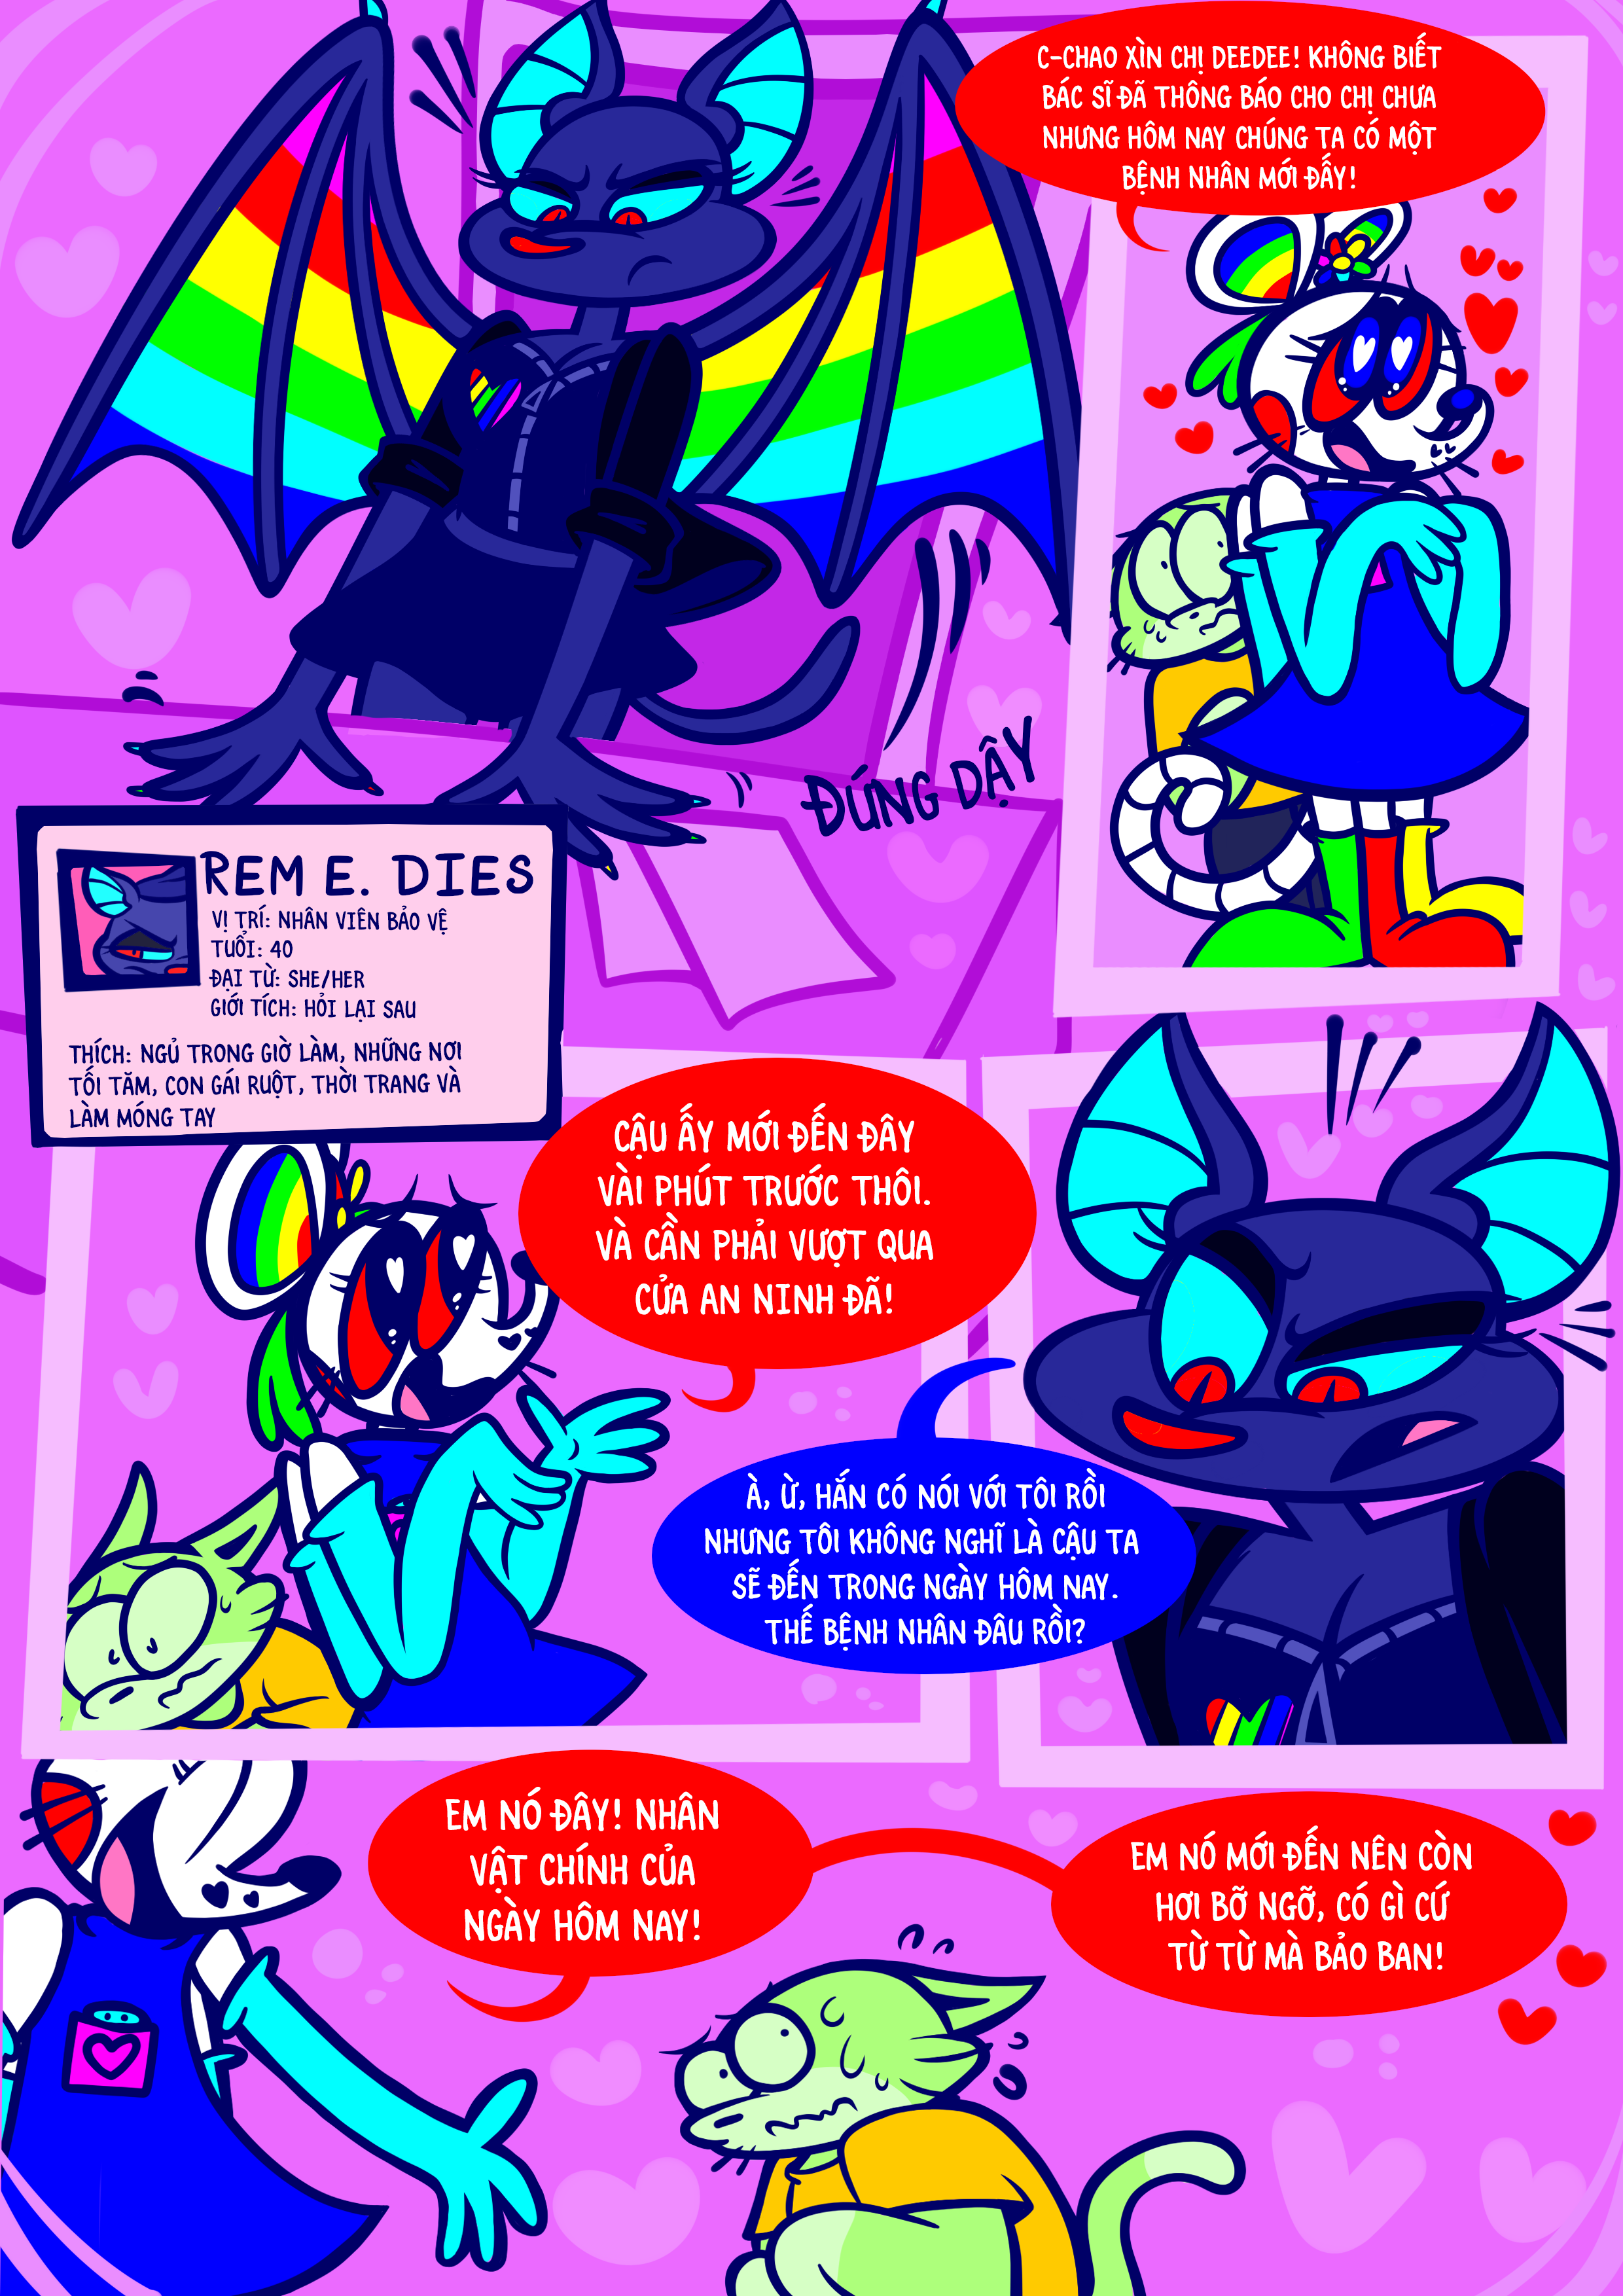 C-CHAO XÌN CHỊ DEEDEE! KHÔNG BIẾT
BÁC SĨ ĐÃ THÔNG BÁO CHO CHỊ CHƯA
NHƯNG HÔM NAY CHÚNG TA CÓ MỘT
BỆNH NHÂN MỚI ĐẤY!
ĐÚNG DẬY
REM E. DIES
VỊ TRÍ: NHÂN VIÊN BẢO VỆ
TUỔI: 40
ĐẠI TỪ: SHE/HER
GIỚI TÍCH: HỎI LẠI SAU
THÍCH: NGỦ TRONG GIỜ LÀM, NHỮNG NƠI
TỐI TĂM, CON GÁI RUỘT, THỜI TRANG VÀ
LÀM MÓNG TAY
CẬU ẤY MỚI ĐẾN ĐÂY
VÀI PHÚT TRƯỚC THÔI.
VÀ CẦN PHẢI VƯỢT QUA
CỬA AN NINH ĐÃ!
À, Ừ, HẮN CÓ NÓI VỚI TÔI RỒI
NHƯNG TÔI KHÔNG NGHĨ LÀ CẬU TA
SẼ ĐẾN TRONG NGÀY HÔM NAY.
THẾ BỆNH NHÂN ĐÂU RỒI?
EM NÓ ĐÂY! NHÂN
VẬT CHÍNH CỦA
NGÀY HÔM NAY!
EM NÓ MỚI ĐẾN NÊN CÒN
HƠI BỠ NGỠ, CÓ GÌ CỨ
TỪ TỪ MÀ BẢO BAN!